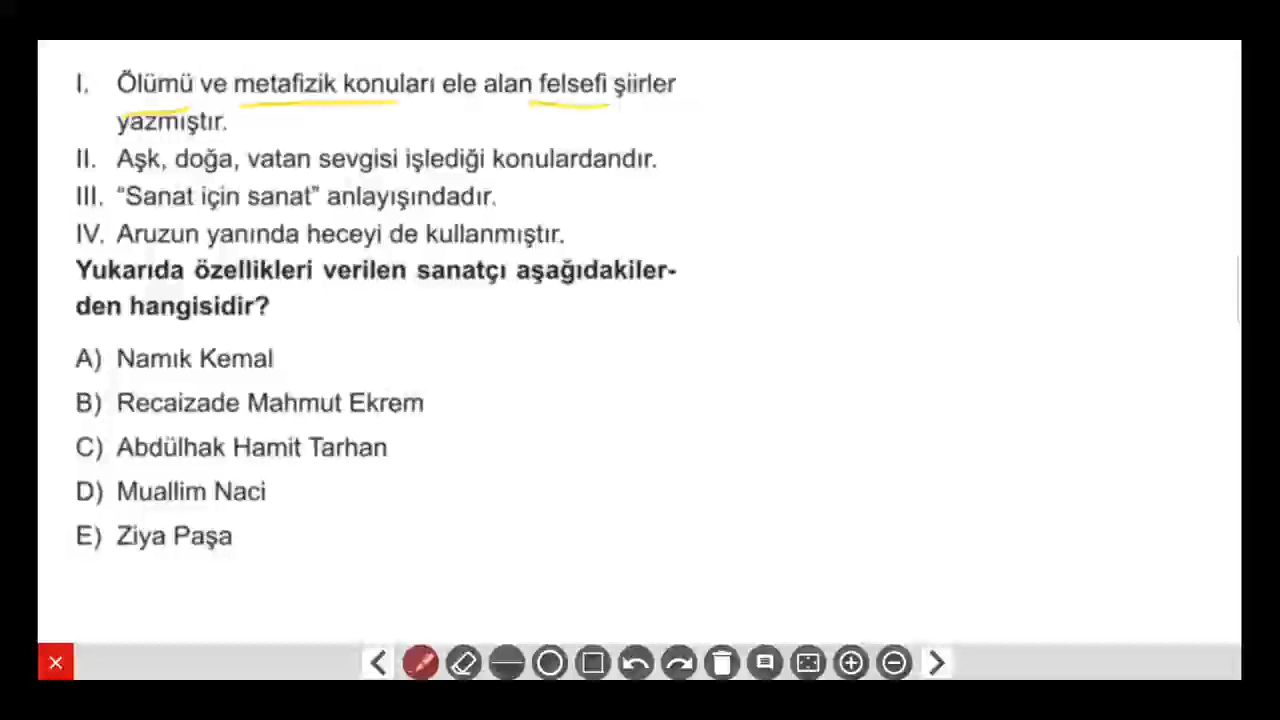 I. Ölümü ve metafizik konuları ele alan felsefi şiirler
yazmıştır.
II. Aşk, doğa, vatan sevgisi işlediği konulardandır.
III. “Sanat için sanat” anlayışındadır.
IV. Aruzun yanında heceyi de kullanmıştır.
Yukarıda özellikleri verilen sanatçı aşağıdakiler-
den hangisidir?
A) Namık Kemal
B) Recaizade Mahmut Ekrem
C) Abdülhak Hamit Tarhan
D) Muallim Naci
E) Ziya Paşa